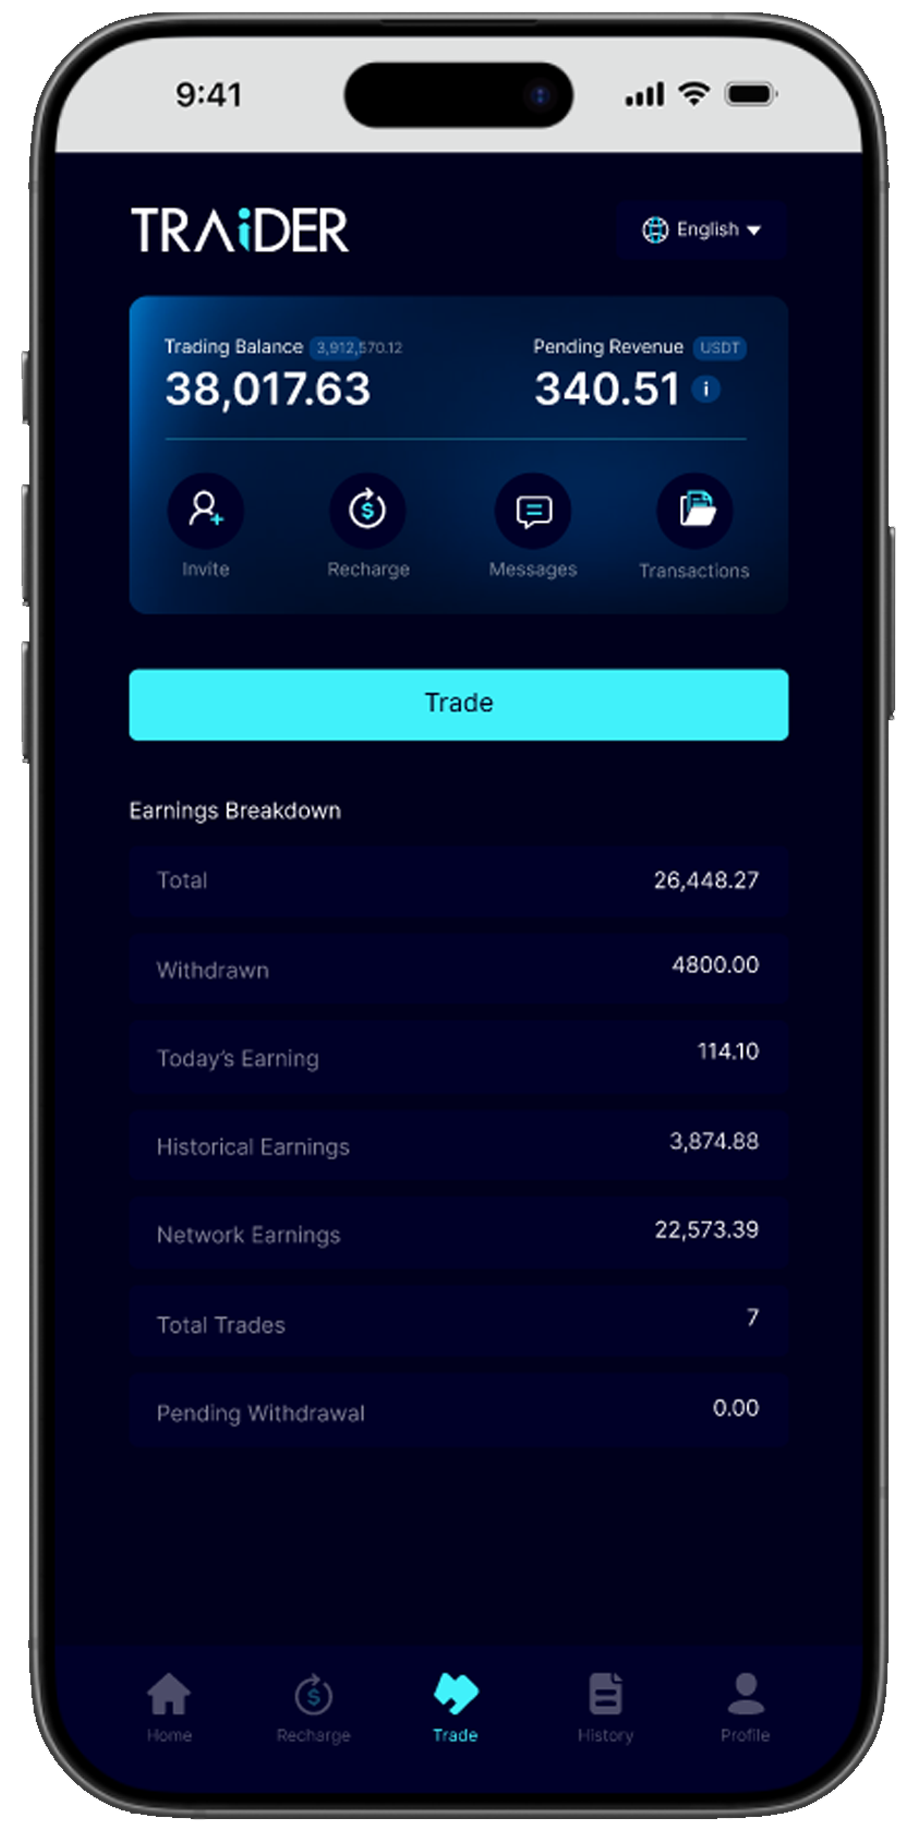 9:41
TRAiDER
English
Trading Balance 3,912,570.12
38,017.63
Pending Revenue USDT
340.51 i
Invite
Recharge
Messages
Transactions
Trade
Earnings Breakdown
Total 26,448.27
Withdrawn 4800.00
Today's Earning 114.10
Historical Earnings 3,874.88
Network Earnings 22,573.39
Total Trades 7
Pending Withdrawal 0.00
Home
Recharge
Trade
History
Profile